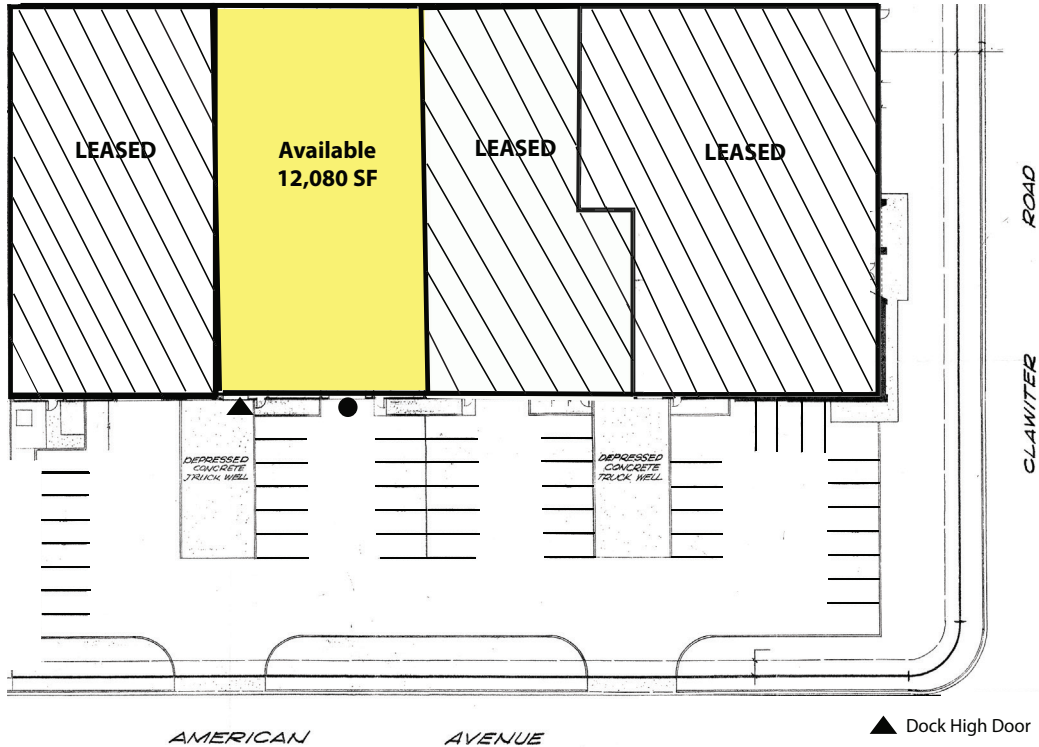 LEASED
Available
12,080 SF
LEASED
LEASED
ROAD
CLAWITER
DEPRESSED
CONCRETE
TRUCK WELL
DEPRESSED
CONCRETE
TRUCK WELL
AMERICAN AVENUE
Dock High Door